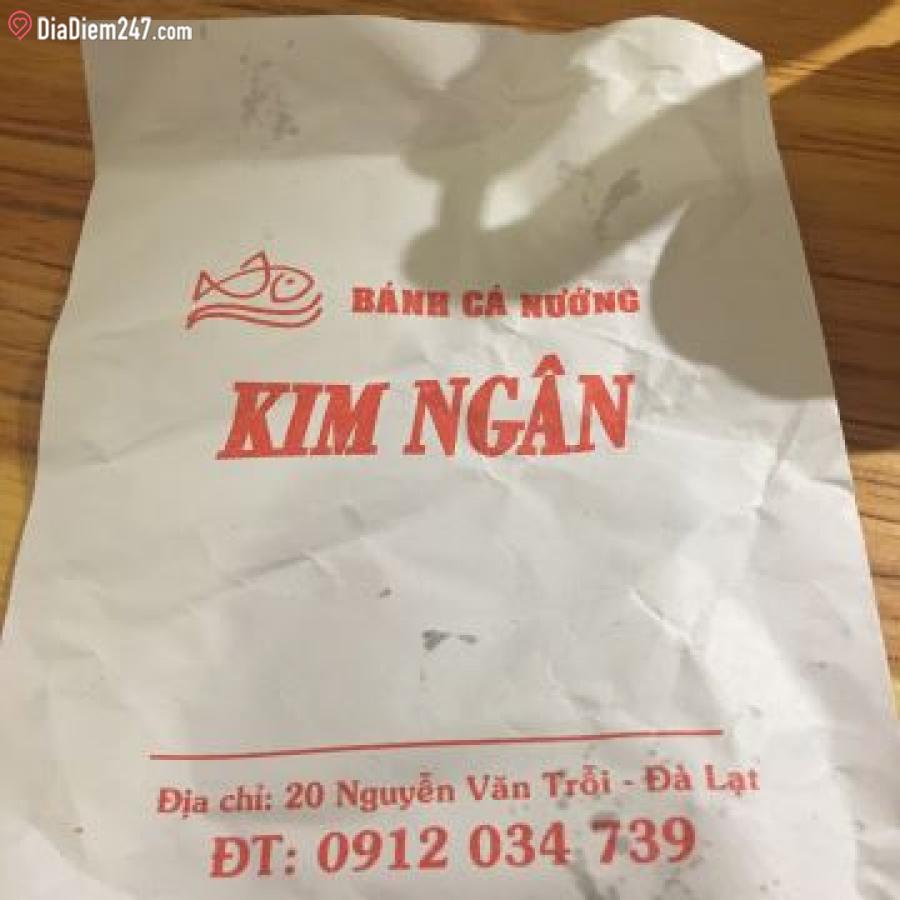 DiaDiem247.com
BÁNH CÁ NƯỚNG
KIM NGÂN
Địa chỉ: 20 Nguyễn Văn Trỗi - Đà Lạt
ĐT: 0912 034 739